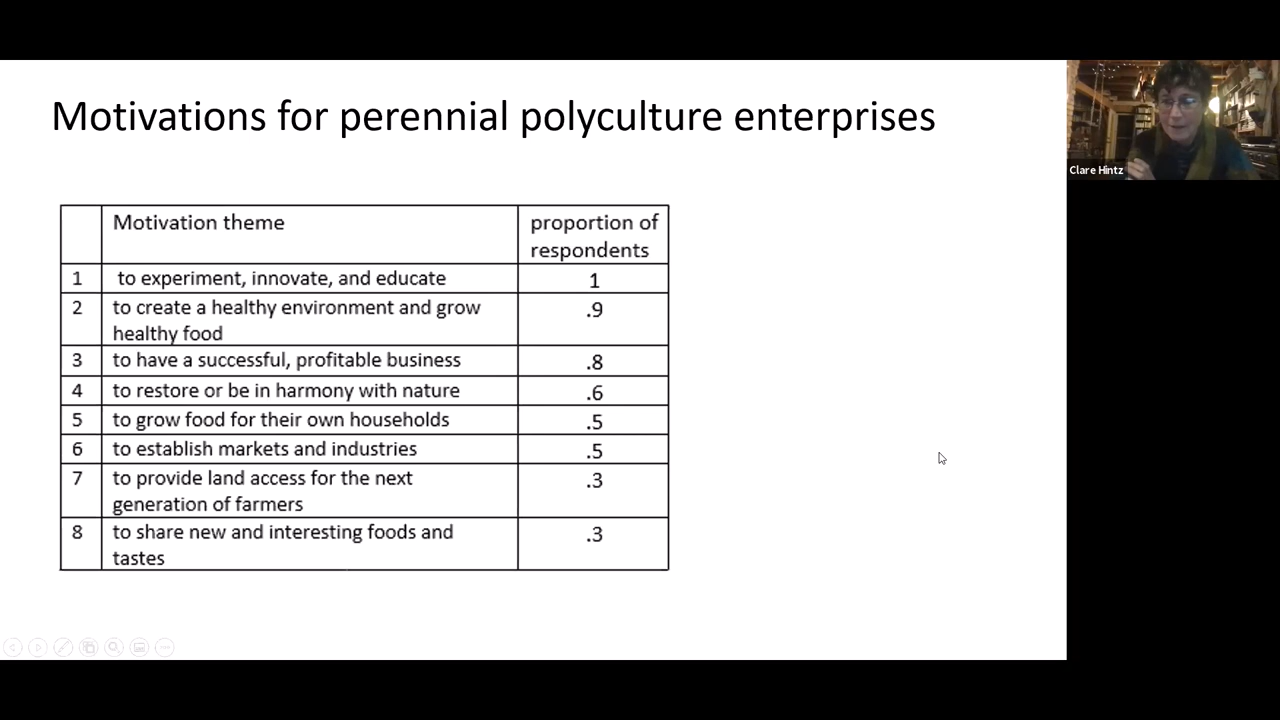 Motivations for perennial polyculture enterprises
Clare Hintz
Motivation theme
proportion of
respondents
1 to experiment, innovate, and educate 1
2 to create a healthy environment and grow .9
healthy food
3 to have a successful, profitable business .8
4 to restore or be in harmony with nature .6
5 to grow food for their own households .5
6 to establish markets and industries .5
7 to provide land access for the next .3
generation of farmers
8 to share new and interesting foods and .3
tastes